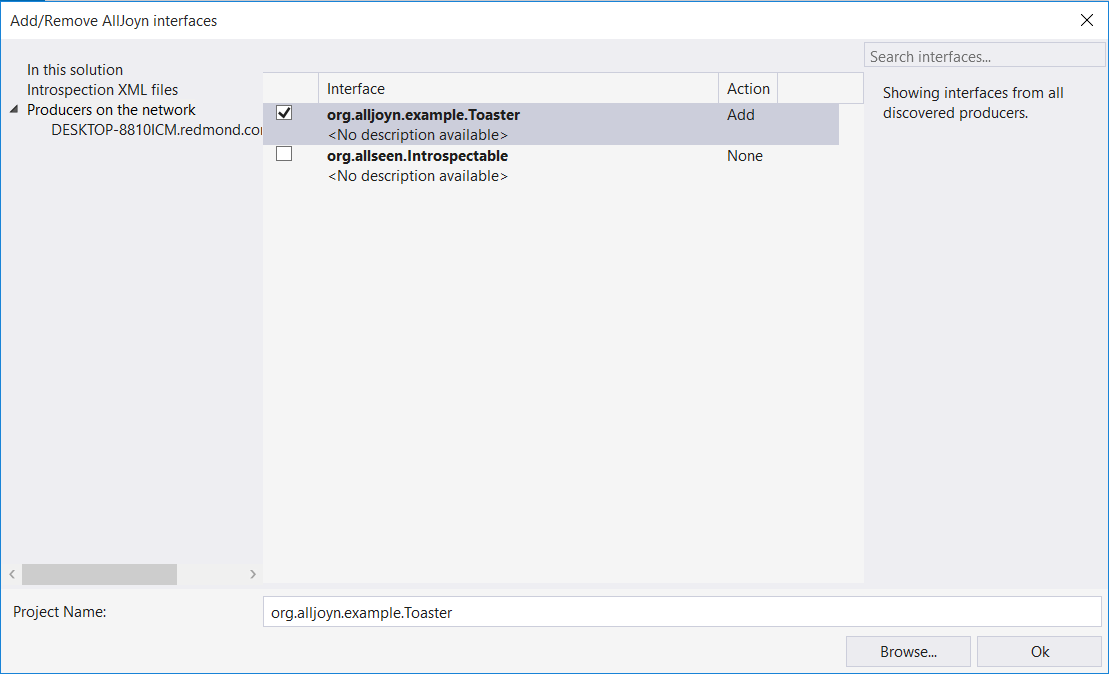 Add/Remove AllJoyn interfaces
Search interfaces...
In this solution
Introspection XML files
Producers on the network
DESKTOP-8810ICM.redmond.cor
Interface Action
org.alljoyn.example.Toaster Add
<No description available>
org.allseen.Introspectable None
<No description available>
Showing interfaces from all
discovered producers.
Project Name: org.alljoyn.example.Toaster
Browse... Ok